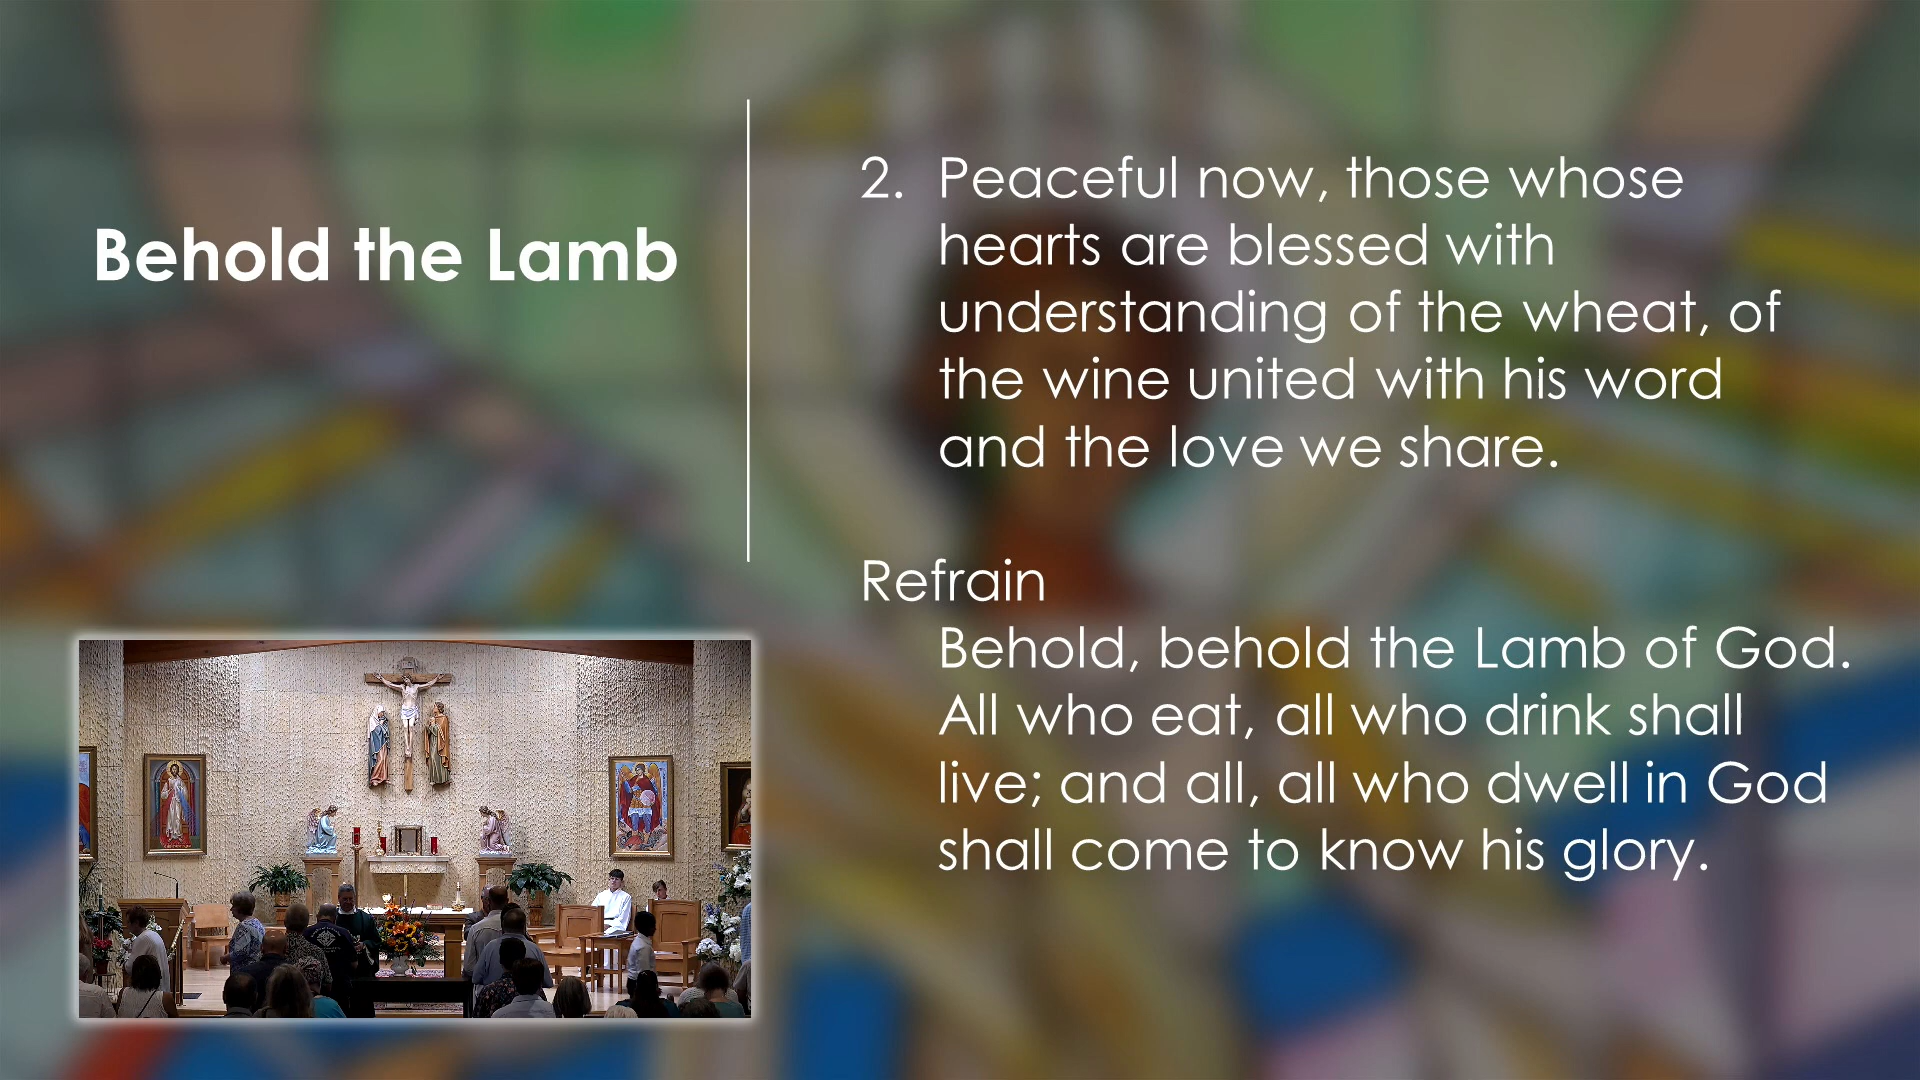 Behold the Lamb
2. Peaceful now, those whose
hearts are blessed with
understanding of the wheat, of
the wine united with his word
and the love we share.
Refrain
Behold, behold the Lamb of God.
All who eat, all who drink shall
live; and all, all who dwell in God
shall come to know his glory.